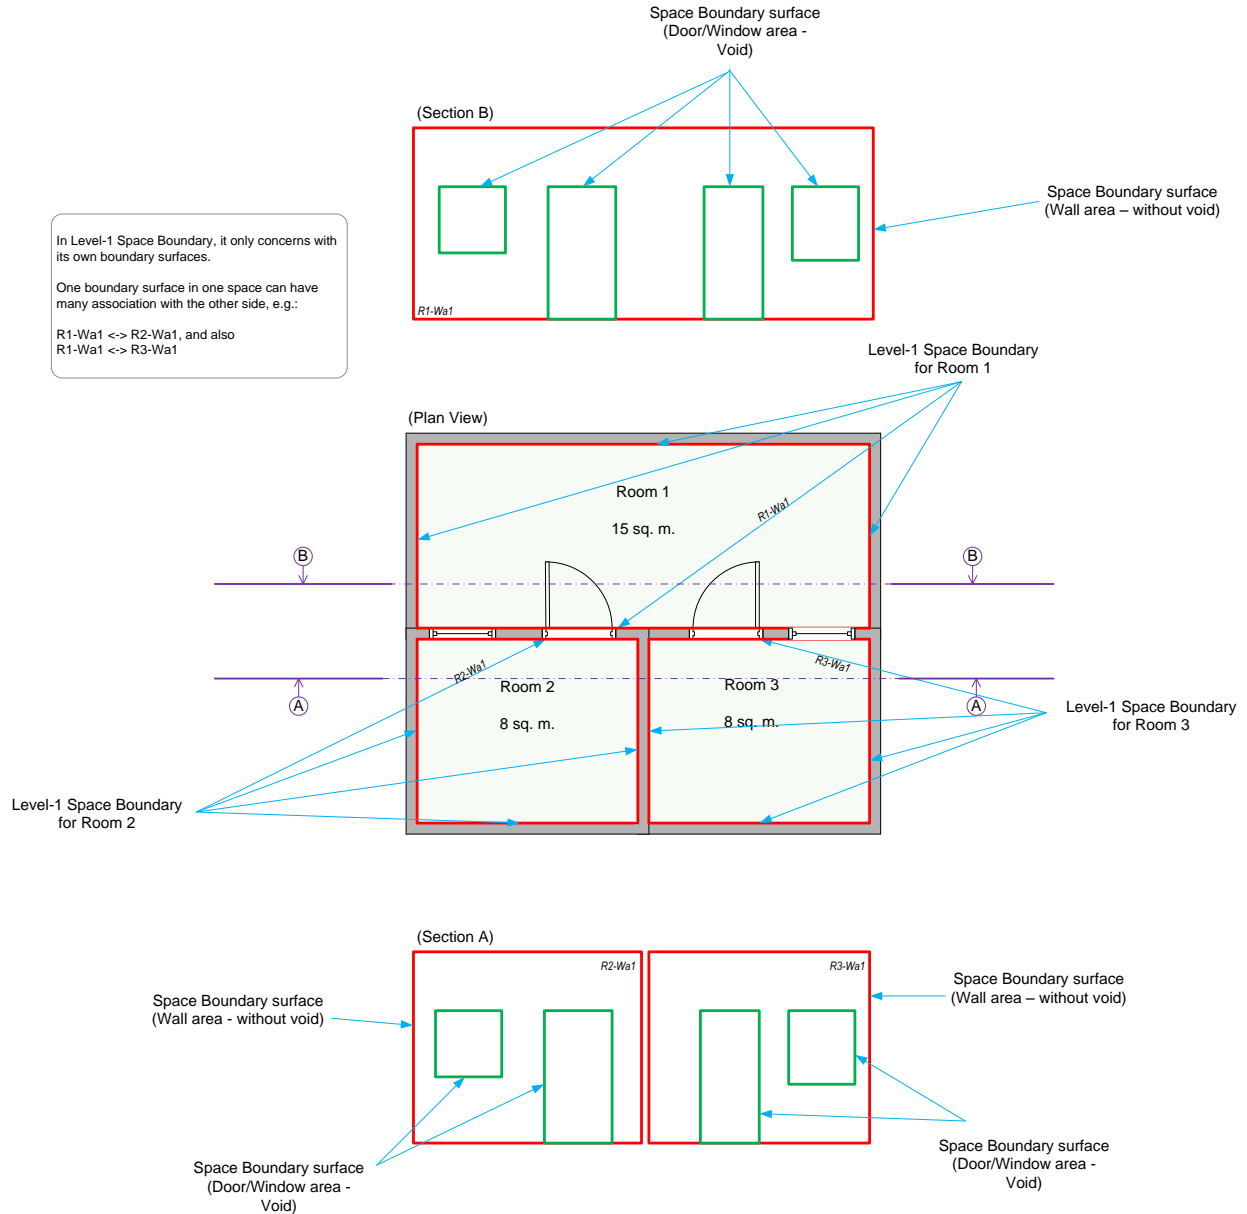 Space Boundary surface
(Door/Window area -
Void)
(Section B)
Space Boundary surface
(Wall area – without void)
R1-Wa1
In Level-1 Space Boundary, it only concerns with
its own boundary surfaces.
One boundary surface in one space can have
many association with the other side, e.g.:
R1-Wa1 <-> R2-Wa1, and also
R1-Wa1 <-> R3-Wa1
Level-1 Space Boundary
for Room 1
(Plan View)
Room 1
15 sq. m.
R1-Wa1
B
B
R2-Wa1
R3-Wa1
Room 2
8 sq. m.
Room 3
8 sq. m.
A
A
Level-1 Space Boundary
for Room 3
Level-1 Space Boundary
for Room 2
(Section A)
R2-Wa1
R3-Wa1
Space Boundary surface
(Wall area - without void)
Space Boundary surface
(Wall area – without void)
Space Boundary surface
(Door/Window area -
Void)
Space Boundary surface
(Door/Window area -
Void)